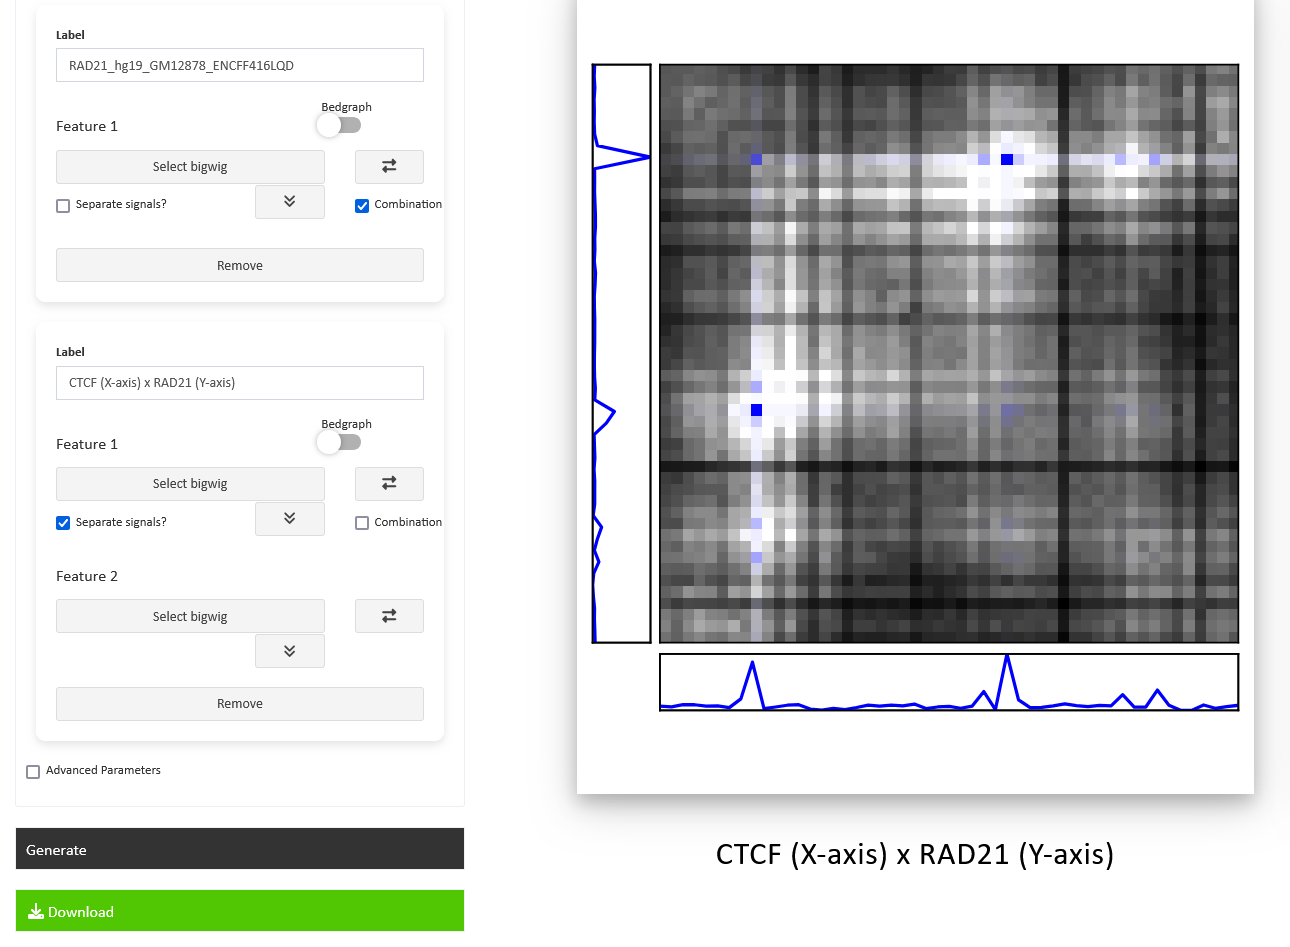 Label
RAD21_hg19_GM12878_ENCFF416LQD
Bedgraph
Feature 1
Select bigwig
Separate signals?
Combination
Remove
Label
CTCF (X-axis) x RAD21 (Y-axis)
Bedgraph
Feature 1
Select bigwig
Separate signals?
Combination
Feature 2
Select bigwig
Remove
Advanced Parameters
Generate
Download
CTCF (X-axis) x RAD21 (Y-axis)